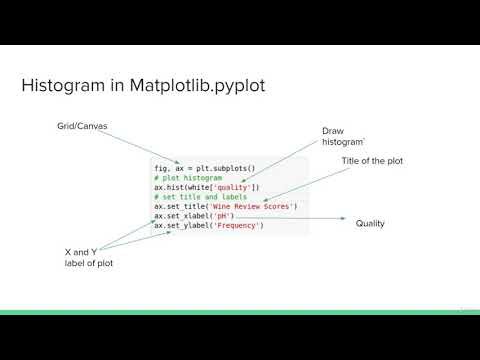 Histogram in Matplotlib.pyplot
Grid/Canvas
Draw
histogram`
Title of the plot
fig, ax = plt.subplots()
# plot histogram
ax.hist(white['quality'])
# set title and labels
ax.set_title('Wine Review Scores')
ax.set_xlabel('pH')
ax.set_ylabel('Frequency')
Quality
X and Y
label of plot